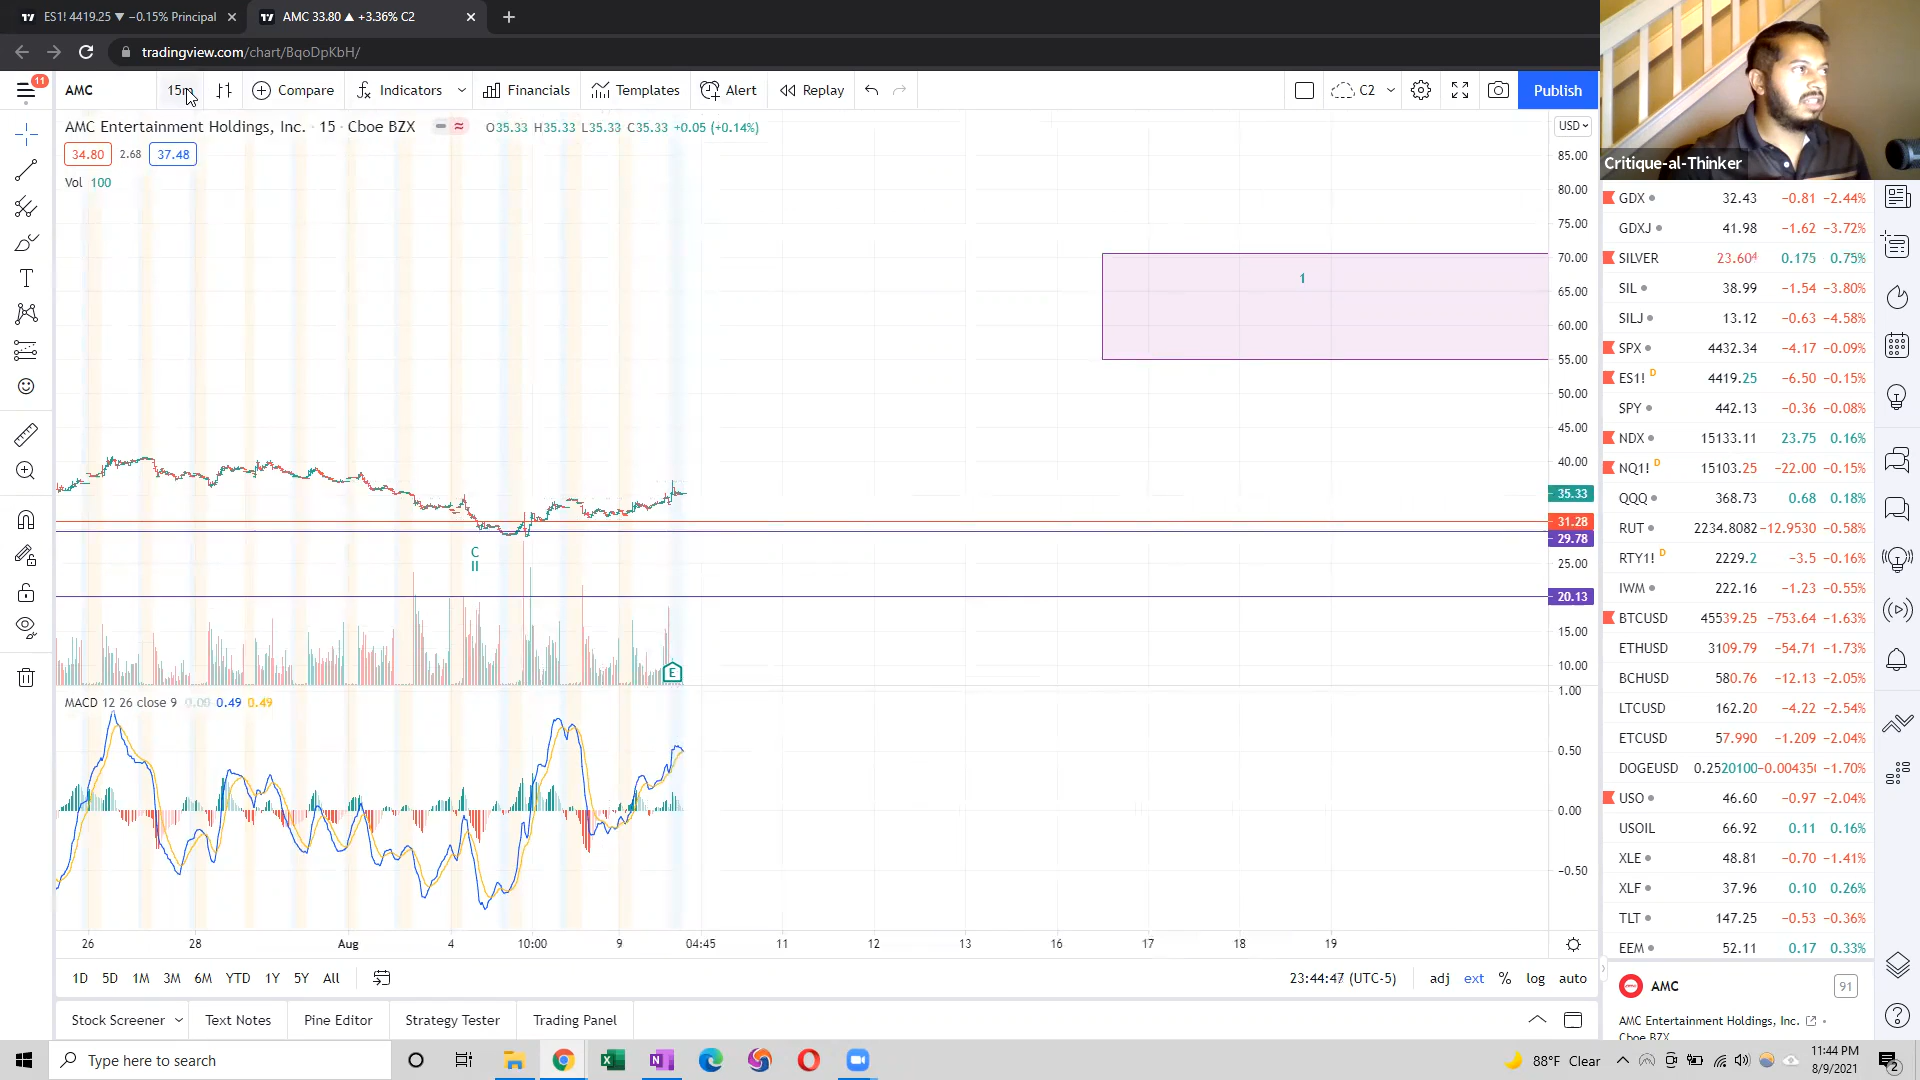 ES1! 4419.25 ▼ −0.15% Principal
AMC 33.80 ▲ +3.36% C2
tradingview.com/chart/BqoDpKbH/
11
AMC
15m
Compare
Indicators
Financials
Templates
Alert
Replay
C2
Publish
AMC Entertainment Holdings, Inc. · 15 · Cboe BZX
O35.33 H35.33 L35.33 C35.33 +0.05 (+0.14%)
34.80 2.68 37.48
Vol 100
USD
85.00
80.00
75.00
70.00
65.00
60.00
55.00
50.00
45.00
40.00
35.33
31.28
29.78
25.00
20.13
15.00
10.00
1
C
II
E
MACD 12 26 close 9 0.00 0.49 0.49
1.00
0.50
0.00
−0.50
26 28 Aug 4 10:00 9 04:45 11 12 13 16 17 18 19
1D 5D 1M 3M 6M YTD 1Y 5Y All
23:44:47 (UTC-5) adj ext % log auto
Stock Screener
Text Notes
Pine Editor
Strategy Tester
Trading Panel
Critique-al-Thinker
GDX 32.43 −0.81 −2.44%
GDXJ 41.98 −1.62 −3.72%
SILVER 23.604 0.175 0.75%
SIL 38.99 −1.54 −3.80%
SILJ 13.12 −0.63 −4.58%
SPX 4432.34 −4.17 −0.09%
ES1! D 4419.25 −6.50 −0.15%
SPY 442.13 −0.36 −0.08%
NDX 15133.11 23.75 0.16%
NQ1! D 15103.25 −22.00 −0.15%
QQQ 368.73 0.68 0.18%
RUT 2234.8082 −12.9530 −0.58%
RTY1! D 2229.2 −3.5 −0.16%
IWM 222.16 −1.23 −0.55%
BTCUSD 45539.25 −753.64 −1.63%
ETHUSD 3109.79 −54.71 −1.73%
BCHUSD 580.76 −12.13 −2.05%
LTCUSD 162.20 −4.22 −2.54%
ETCUSD 57.990 −1.209 −2.04%
DOGEUSD 0.2520100 −0.00435 −1.70%
USO 46.60 −0.97 −2.04%
USOIL 66.92 0.11 0.16%
XLE 48.81 −0.70 −1.41%
XLF 37.96 0.10 0.26%
TLT 147.25 −0.53 −0.36%
EEM 52.11 0.17 0.33%
AMC
91
AMC Entertainment Holdings, Inc.
Cboe BZX
Type here to search
88°F Clear
11:44 PM
8/9/2021
2